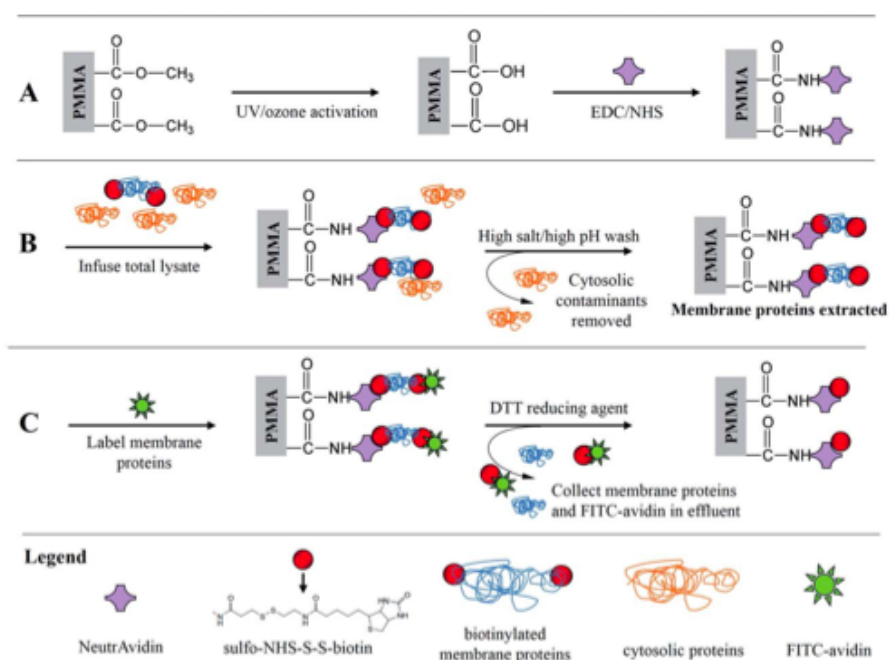 A
PMMA
O
C—O—CH3
O
C—O—CH3
UV/ozone activation
PMMA
O
C—OH
O
C—OH
EDC/NHS
PMMA
O
C—NH
O
C—NH
B
Infuse total lysate
PMMA
O
C—NH
O
C—NH
High salt/high pH wash
Cytosolic
contaminants
removed
PMMA
O
C—NH
O
C—NH
Membrane proteins extracted
C
Label membrane
proteins
PMMA
O
C—NH
O
C—NH
DTT reducing agent
Collect membrane proteins
and FITC-avidin in effluent
PMMA
O
C—NH
O
C—NH
Legend
NeutrAvidin
O
N
H
S
S
H
N
O
HN
O
NH
S
sulfo-NHS-S-S-biotin
biotinylated
membrane proteins
cytosolic proteins
FITC-avidin